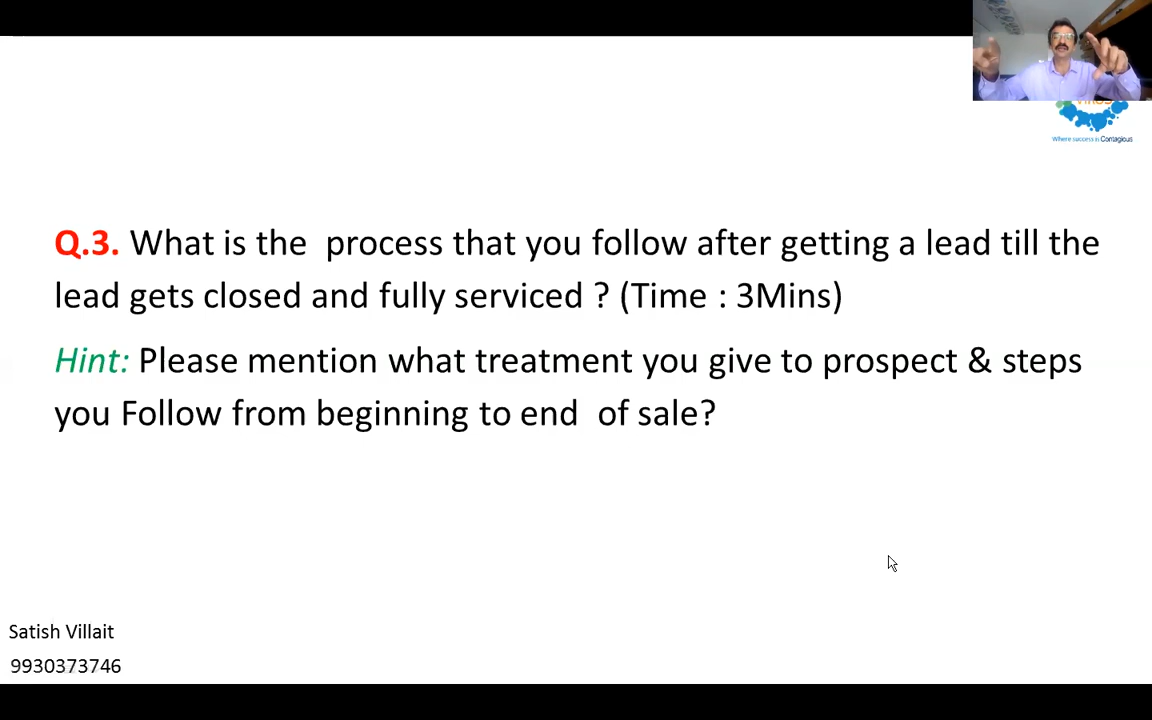 Where success is Contagious
Q.3. What is the process that you follow after getting a lead till the
lead gets closed and fully serviced ? (Time : 3Mins)
Hint: Please mention what treatment you give to prospect & steps
you Follow from beginning to end of sale?
Satish Villait
9930373746